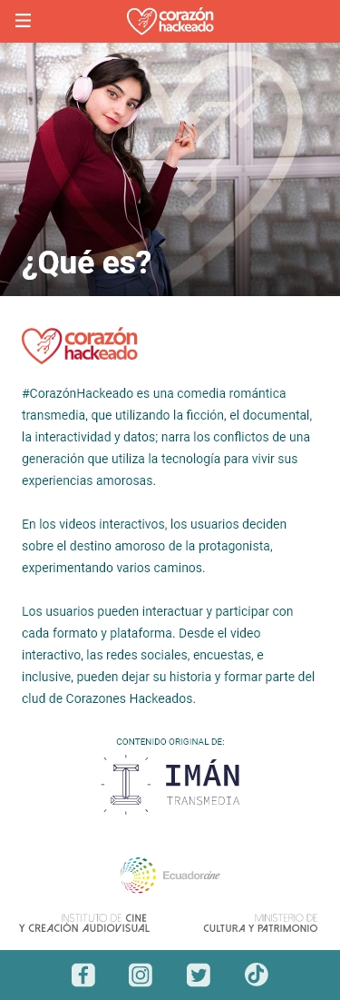 corazón
hackeado
¿Qué es?
corazón
hackeado
#CorazónHackeado es una comedia romántica
transmedia, que utilizando la ficción, el documental,
la interactividad y datos; narra los conflictos de una
generación que utiliza la tecnología para vivir sus
experiencias amorosas.
En los videos interactivos, los usuarios deciden
sobre el destino amoroso de la protagonista,
experimentando varios caminos.
Los usuarios pueden interactuar y participar con
cada formato y plataforma. Desde el video
interactivo, las redes sociales, encuestas, e
inclusive, pueden dejar su historia y formar parte del
clud de Corazones Hackeados.
CONTENIDO ORIGINAL DE:
IMÁN
TRANSMEDIA
Ecuadorcine
INSTITUTO DE CINE
Y CREACIÓN AUDIOVISUAL
MINISTERIO DE
CULTURA Y PATRIMONIO